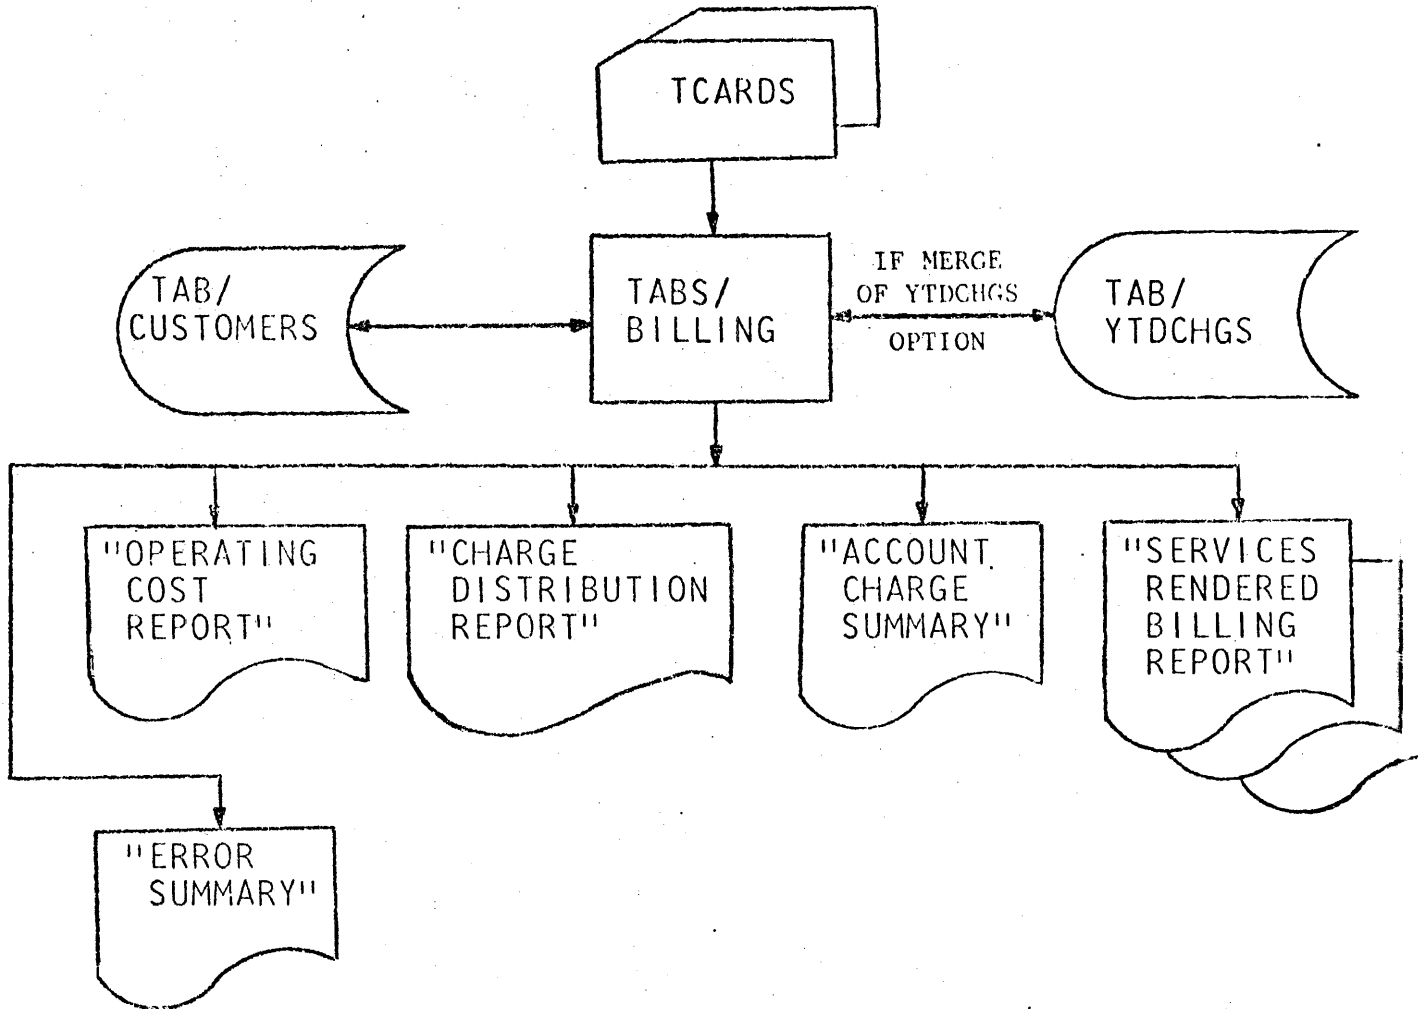 TCARDS
TAB/
CUSTOMERS
TABS/
BILLING
IF MERGE
OF YTDCHGS
OPTION
TAB/
YTDCHGS
"OPERATING
COST
REPORT"
"CHARGE
DISTRIBUTION
REPORT"
"ACCOUNT
CHARGE
SUMMARY"
"SERVICES
RENDERED
BILLING
REPORT"
"ERROR
SUMMARY"